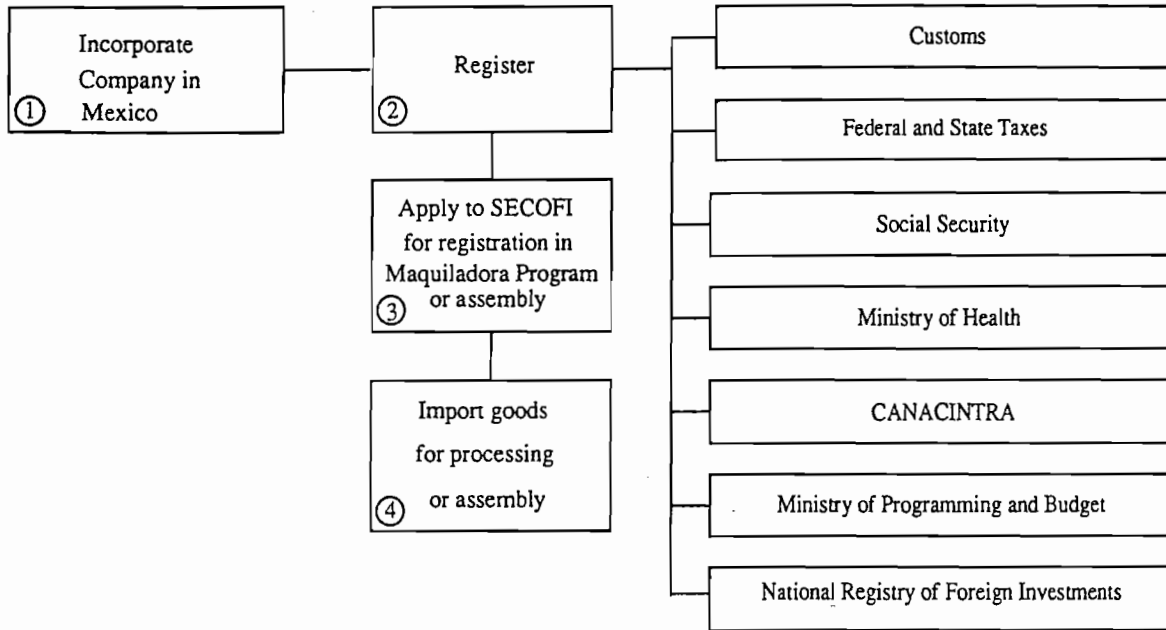 Incorporate
Company in
① Mexico
Register
②
Apply to SECOFI
for registration in
Maquiladora Program
or assembly
③
Import goods
for processing
or assembly
④
Customs
Federal and State Taxes
Social Security
Ministry of Health
CANACINTRA
Ministry of Programming and Budget
National Registry of Foreign Investments